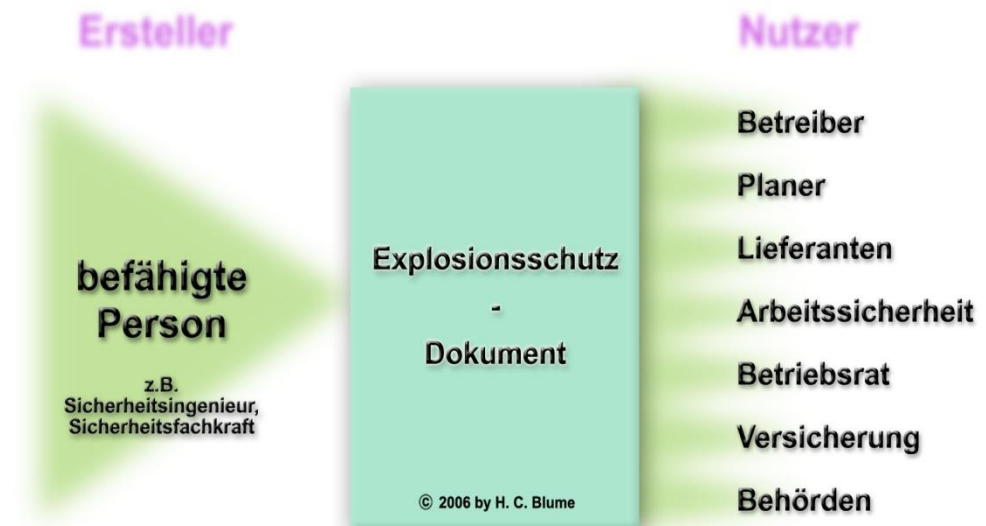 Ersteller
Nutzer
befähigte
Person
z.B.
Sicherheitsingenieur,
Sicherheitsfachkraft
Explosionsschutz
-
Dokument
© 2006 by H. C. Blume
Betreiber
Planer
Lieferanten
Arbeitssicherheit
Betriebsrat
Versicherung
Behörden